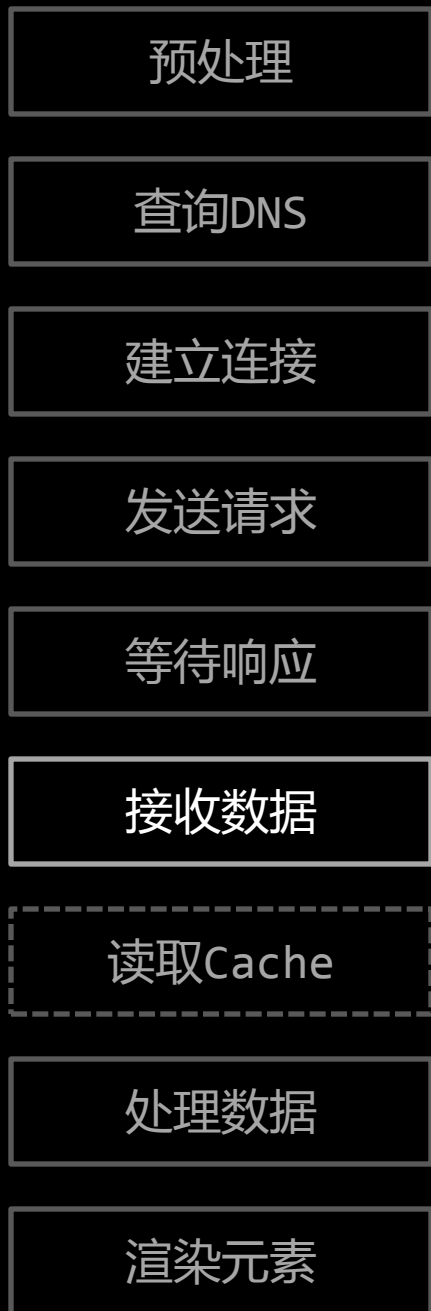 预处理
查询DNS
建立连接
发送请求
等待响应
接收数据
读取Cache
处理数据
渲染元素